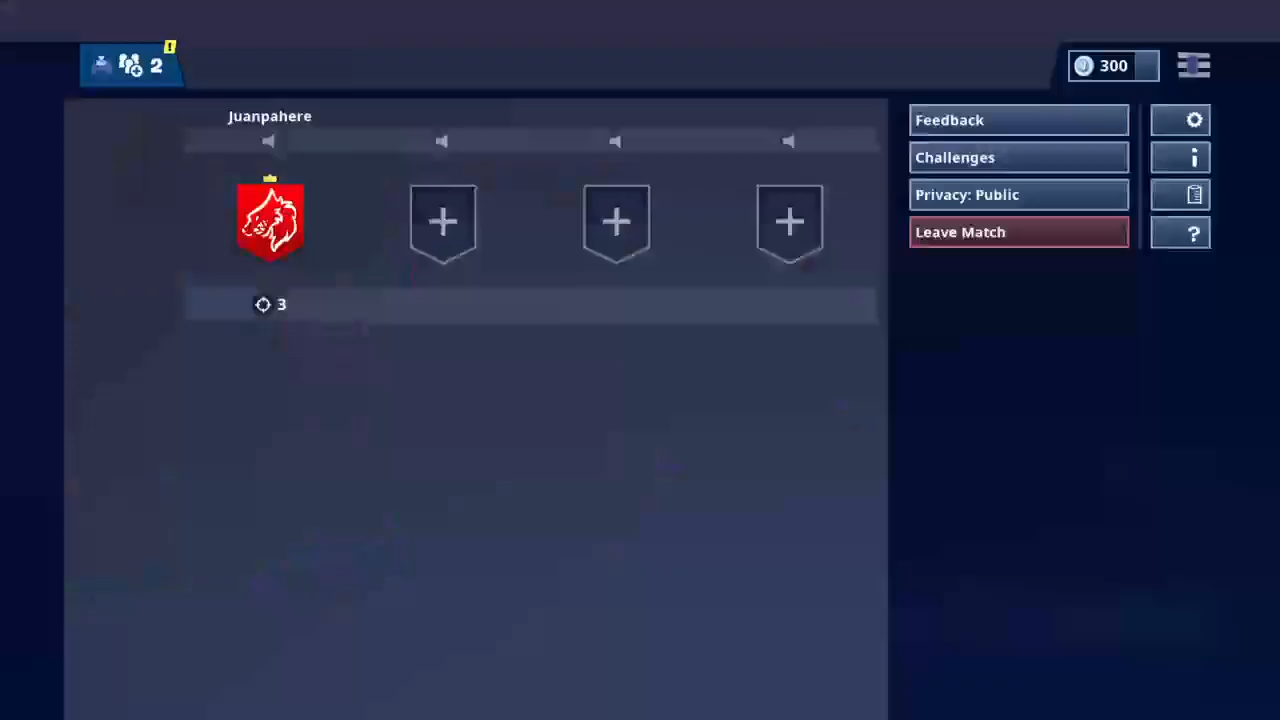 2
!
300
Juanpahere
3
Feedback
Challenges
Privacy: Public
Leave Match
i
?